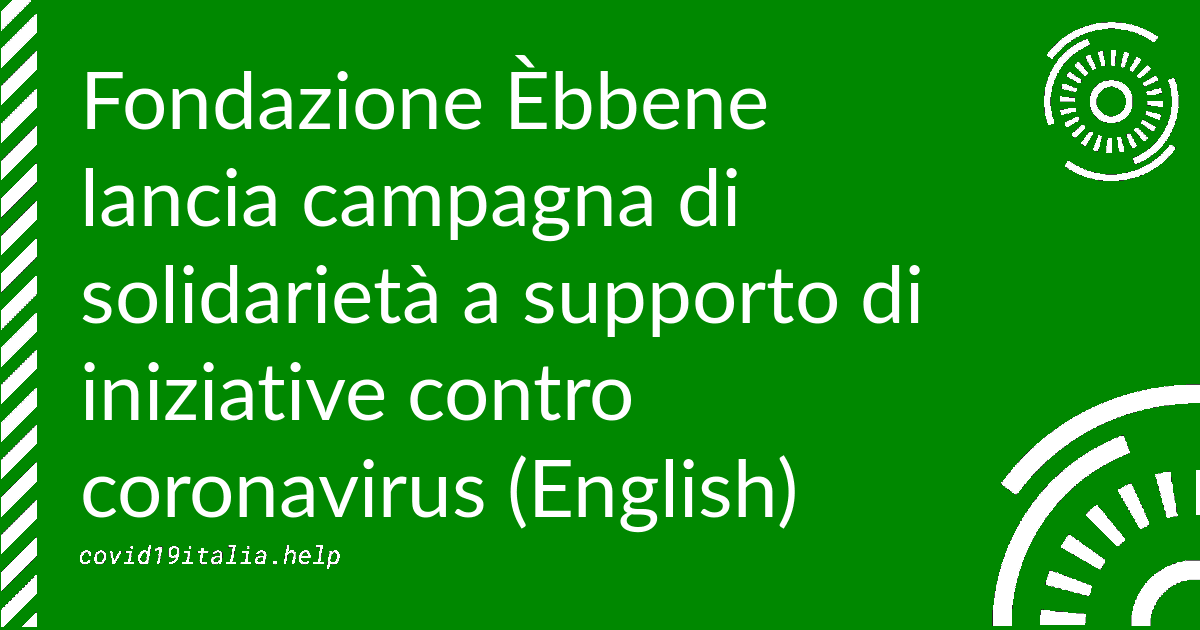 Fondazione Èbbene
lancia campagna di
solidarietà a supporto di
iniziative contro
coronavirus (English)
covid19italia.help